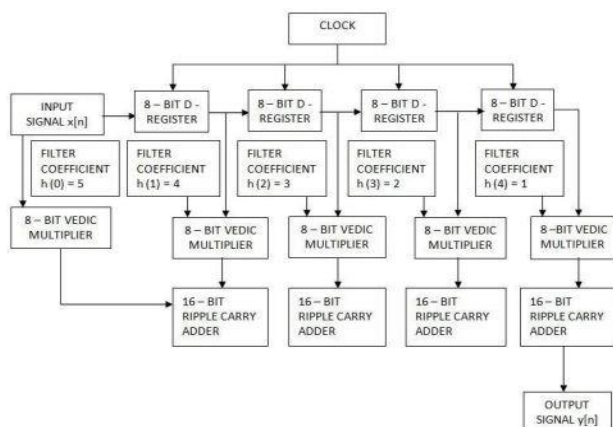 CLOCK
8 – BIT D -
REGISTER
8 – BIT D -
REGISTER
8 – BIT D -
REGISTER
8 – BIT D -
REGISTER
INPUT
SIGNAL x[n]
FILTER
COEFFICIENT
h (0) = 5
FILTER
COEFFICIENT
h (1) = 4
FILTER
COEFFICIENT
h (2) = 3
FILTER
COEFFICIENT
h (3) = 2
FILTER
COEFFICIENT
h (4) = 1
8 – BIT VEDIC
MULTIPLIER
8 – BIT VEDIC
MULTIPLIER
8 – BIT VEDIC
MULTIPLIER
8 – BIT VEDIC
MULTIPLIER
8 –BIT VEDIC
MULTIPLIER
16 – BIT
RIPPLE CARRY
ADDER
16 – BIT
RIPPLE CARRY
ADDER
16 – BIT
RIPPLE CARRY
ADDER
16 – BIT
RIPPLE CARRY
ADDER
OUTPUT
SIGNAL y[n]